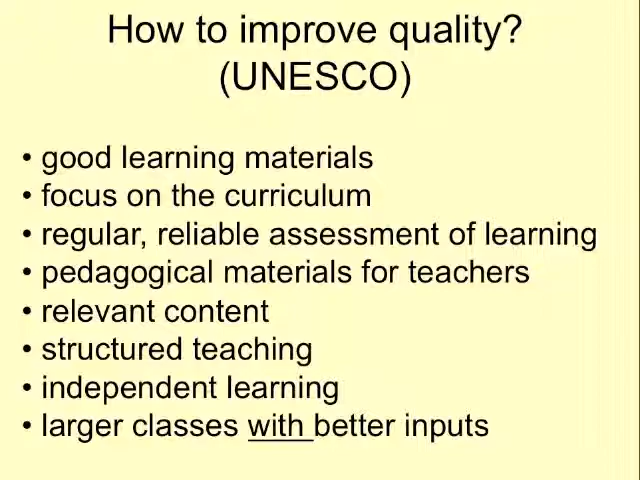 How to improve quality?
(UNESCO)
• good learning materials
• focus on the curriculum
• regular, reliable assessment of learning
• pedagogical materials for teachers
• relevant content
• structured teaching
• independent learning
• larger classes with better inputs